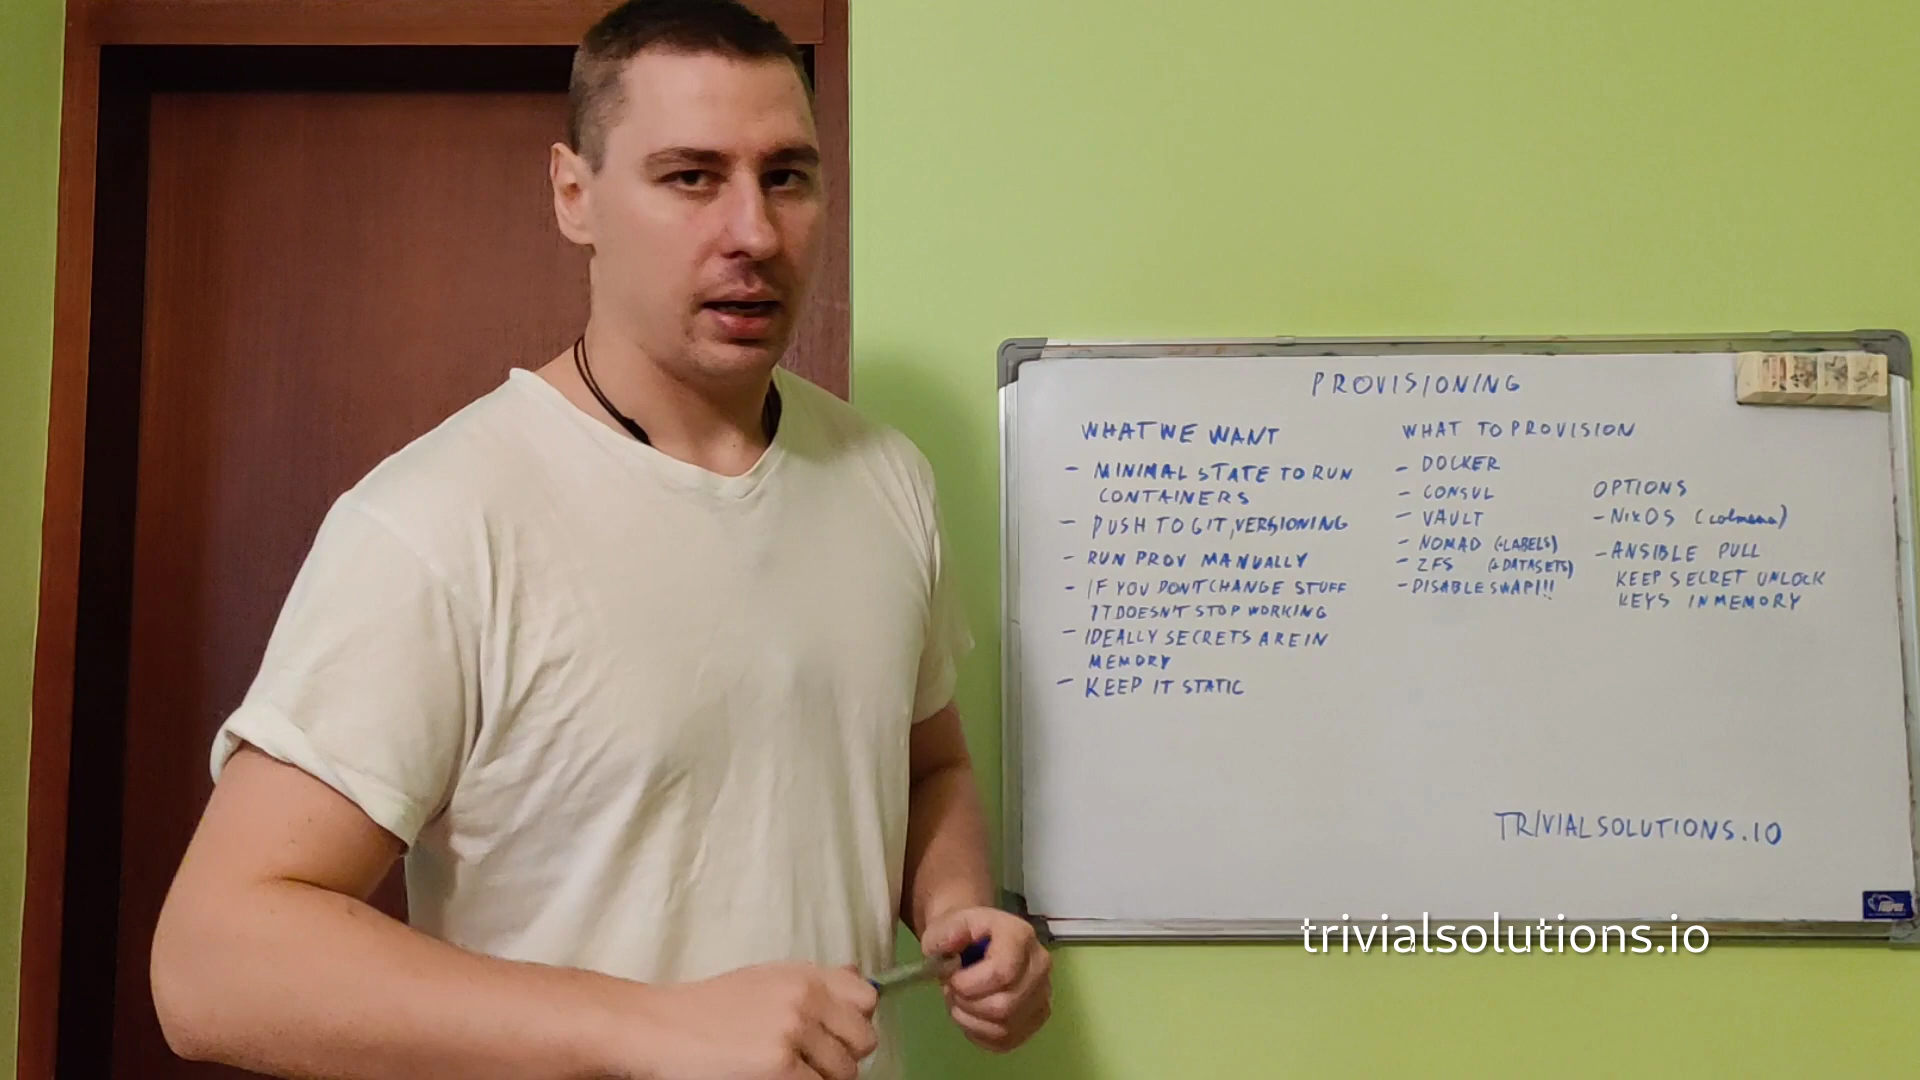 PROVISIONING
WHAT WE WANT
- MINIMAL STATE TO RUN
CONTAINERS
- PUSH TO GIT, VERSIONING
- RUN PROV MANUALLY
- IF YOU DONT CHANGE STUFF
IT DOESN'T STOP WORKING
- IDEALLY SECRETS ARE IN
MEMORY
- KEEP IT STATIC
WHAT TO PROVISION
- DOCKER
- CONSUL
- VAULT
- NOMAD (+LABELS)
- ZFS (+DATASETS)
- DISABLE SWAP!!!
OPTIONS
- NixOS (colmena)
- ANSIBLE PULL
KEEP SECRET UNLOCK
KEYS IN MEMORY
TRIVIALSOLUTIONS.IO
trivialsolutions.io